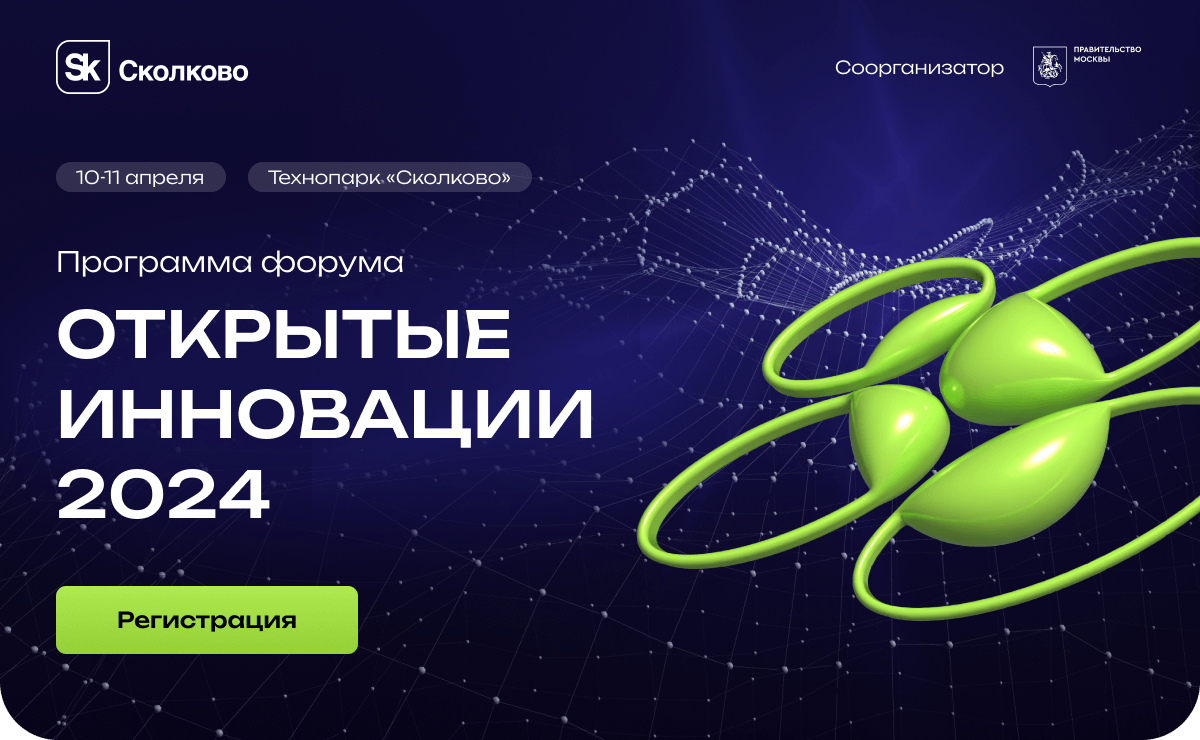 Sk Сколково
Соорганизатор
ПРАВИТЕЛЬСТВО
МОСКВЫ
10-11 апреля
Технопарк «Сколково»
Программа форума
ОТКРЫТЫЕ
ИННОВАЦИИ
2024
Регистрация